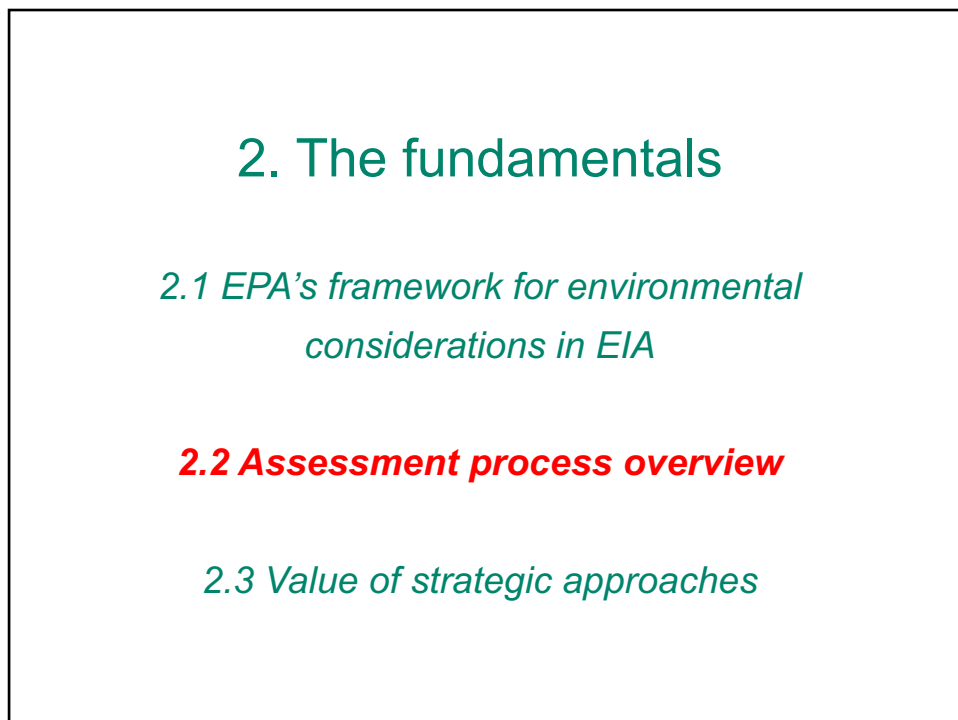 2. The fundamentals
2.1 EPA’s framework for environmental
considerations in EIA
2.2 Assessment process overview
2.3 Value of strategic approaches